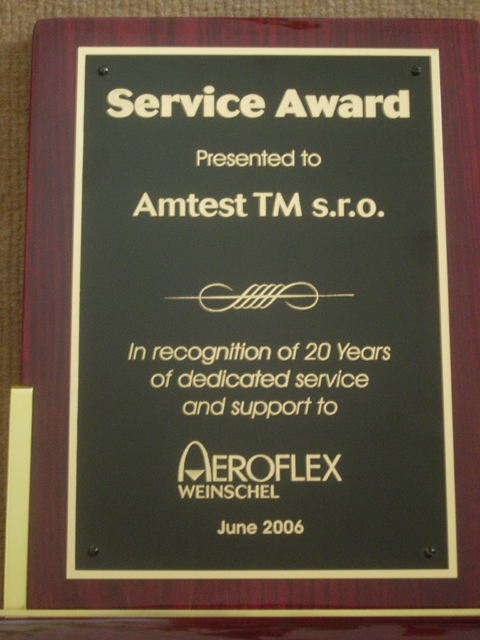 Service Award
Presented to
Amtest TM s.r.o.
In recognition of 20 Years
of dedicated service
and support to
AEROFLEX
WEINSCHEL
June 2006